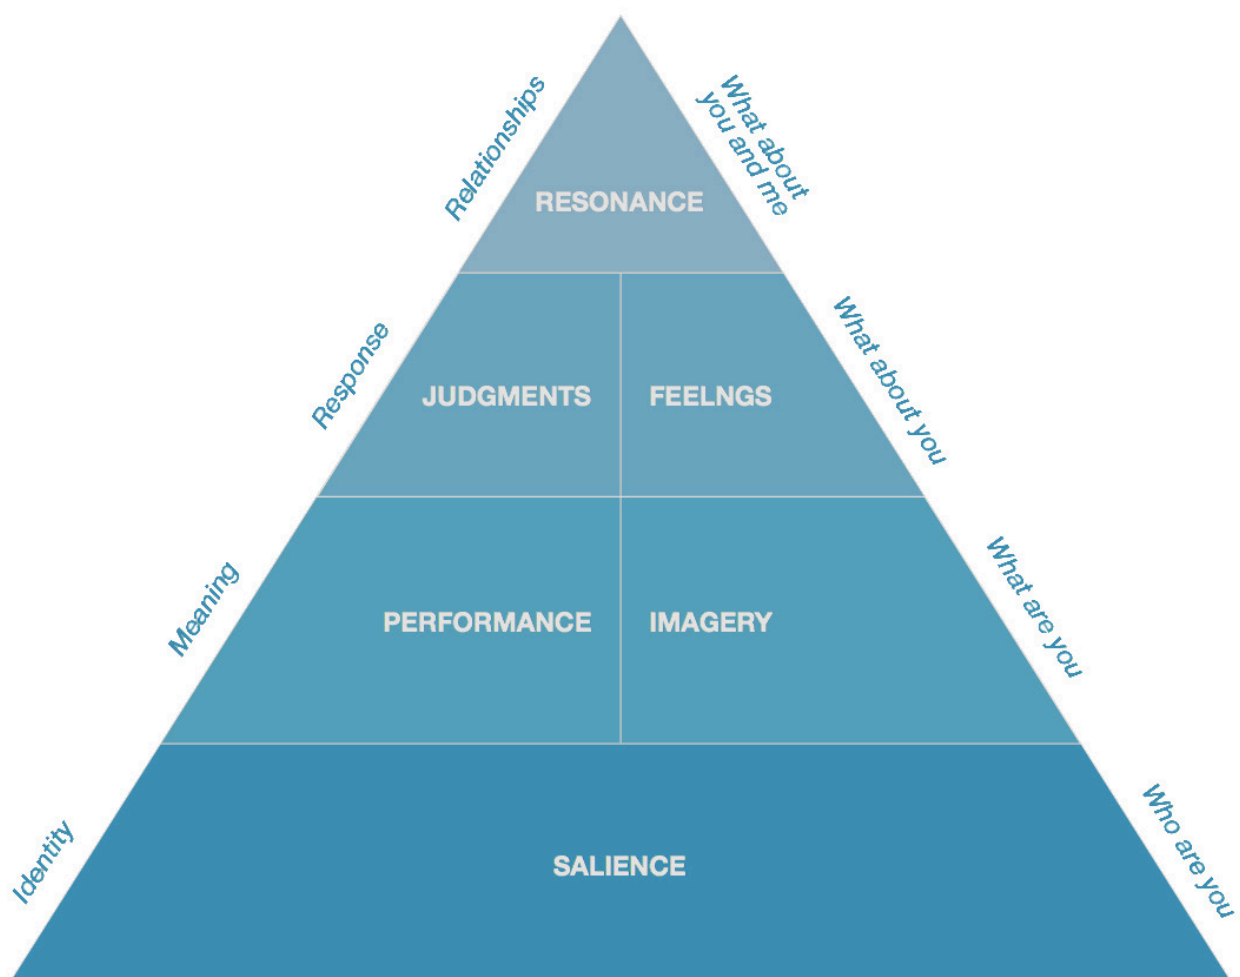 Relationships
What about
you and me
RESONANCE
Response
What about you
JUDGMENTS
FEELNGS
Meaning
What are you
PERFORMANCE
IMAGERY
Identity
Who are you
SALIENCE